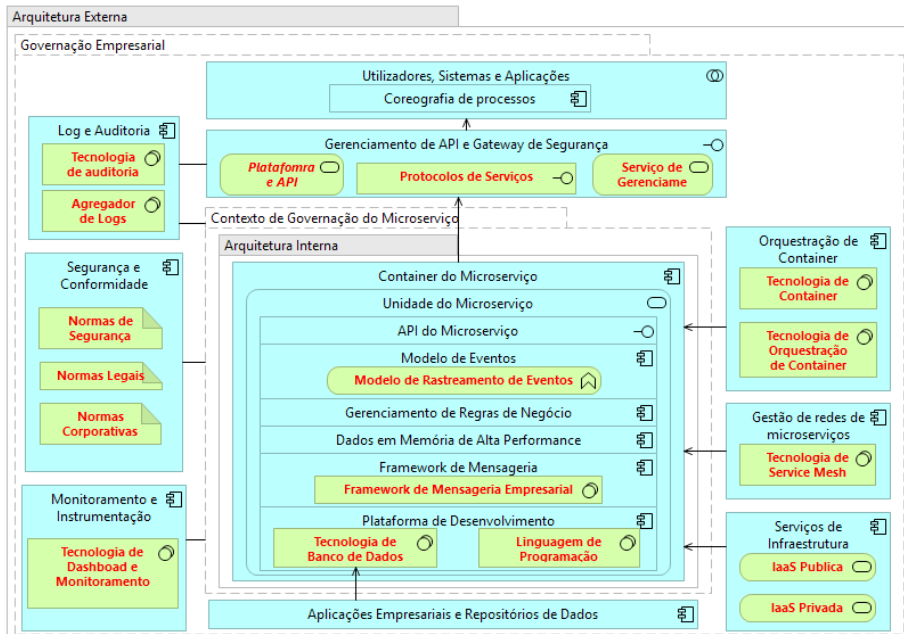 Arquitetura Externa
Governação Empresarial
Utilizadores, Sistemas e Aplicações
Coreografia de processos
Log e Auditoria
Tecnologia
de auditoria
Agregador
de Logs
Gerenciamento de API e Gateway de Segurança
Platafomra
e API
Protocolos de Serviços
Serviço de
Gerenciame
Contexto de Governação do Microserviço
Arquitetura Interna
Segurança e
Conformidade
Normas de
Segurança
Normas Legais
Normas
Corporativas
Container do Microserviço
Unidade do Microserviço
API do Microserviço
Modelo de Eventos
Modelo de Rastreamento de Eventos
Gerenciamento de Regras de Negócio
Dados em Memória de Alta Performance
Framework de Mensageria
Framework de Mensageria Empresarial
Plataforma de Desenvolvimento
Tecnologia de
Banco de Dados
Linguagem de
Programação
Orquestração de
Container
Tecnologia de
Container
Tecnologia de
Orquestração
de Container
Gestão de redes de
microserviços
Tecnologia de
Service Mesh
Monitoramento e
Instrumentação
Tecnologia de
Dashboad e
Monitoramento
Serviços de
Infraestrutura
IaaS Publica
IaaS Privada
Aplicações Empresariais e Repositórios de Dados